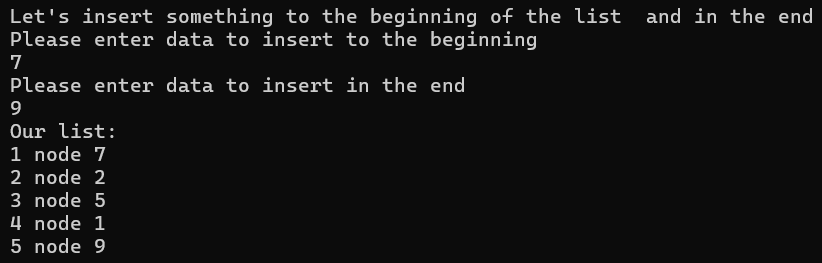 Let's insert something to the beginning of the list  and in the end
Please enter data to insert to the beginning
7
Please enter data to insert in the end
9
Our list:
1 node 7
2 node 2
3 node 5
4 node 1
5 node 9